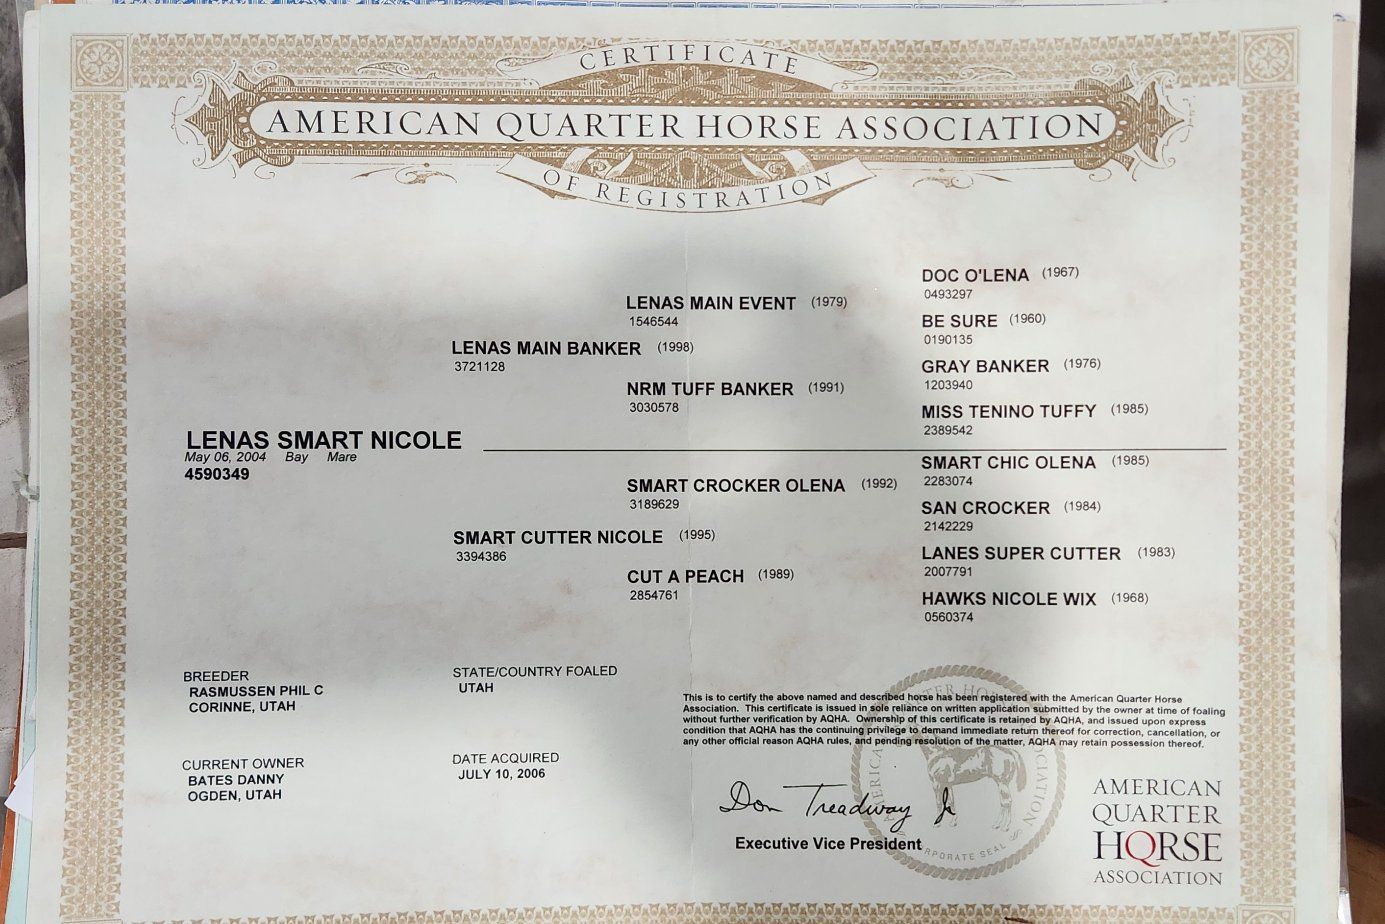 CERTIFICATE
AMERICAN QUARTER HORSE ASSOCIATION
OF REGISTRATION
DOC O'LENA (1967)
0493297
LENAS MAIN EVENT (1979)
1546544
BE SURE (1960)
0190135
LENAS MAIN BANKER (1998)
3721128
GRAY BANKER (1976)
1203940
NRM TUFF BANKER (1991)
3030578
MISS TENINO TUFFY (1985)
2389542
LENAS SMART NICOLE
May 06, 2004 Bay Mare
4590349
SMART CHIC OLENA (1985)
2283074
SMART CROCKER OLENA (1992)
3189629
SAN CROCKER (1984)
2142229
SMART CUTTER NICOLE (1995)
3394386
LANES SUPER CUTTER (1983)
2007791
CUT A PEACH (1989)
2854761
HAWKS NICOLE WIX (1968)
0560374
BREEDER
RASMUSSEN PHIL C
CORINNE, UTAH
STATE/COUNTRY FOALED
UTAH
CURRENT OWNER
BATES DANNY
OGDEN, UTAH
DATE ACQUIRED
JULY 10, 2006
This is to certify the above named and described horse has been registered with the American Quarter Horse
Association. This certificate is issued in sole reliance on written application submitted by the owner at time of foaling
without further verification by AQHA. Ownership of this certificate is retained by AQHA, and issued upon express
condition that AQHA has the continuing privilege to demand immediate return thereof for correction, cancellation, or
any other official reason AQHA rules, and pending resolution of the matter, AQHA may retain possession thereof.
Don Treadway Jr
Executive Vice President
AMERICAN
QUARTER
HORSE
ASSOCIATION